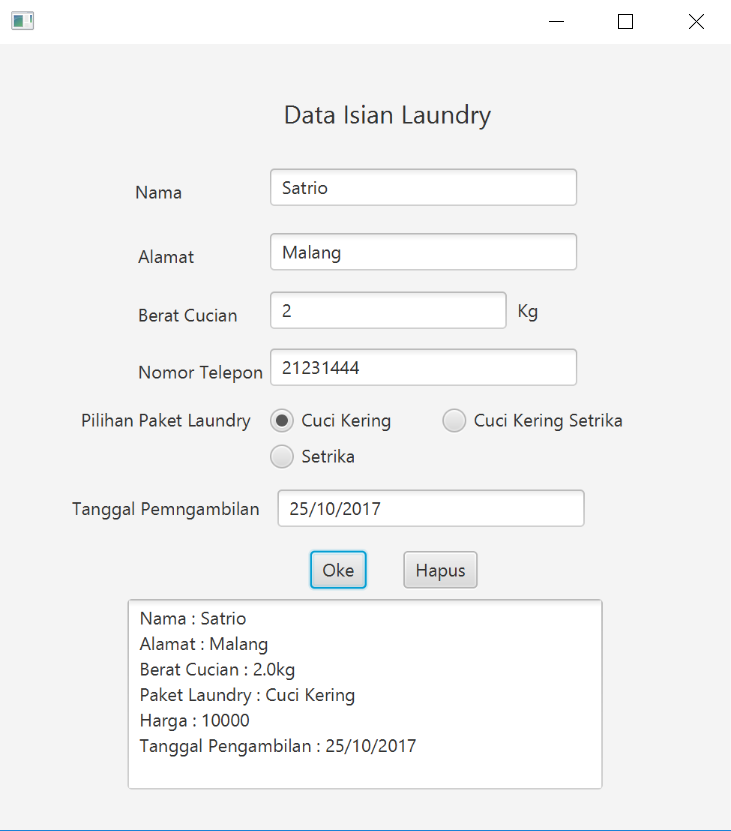 Data Isian Laundry
Nama Satrio
Alamat Malang
Berat Cucian 2 Kg
Nomor Telepon 21231444
Pilihan Paket Laundry Cuci Kering Cuci Kering Setrika
Setrika
Tanggal Pemngambilan 25/10/2017
Oke Hapus
Nama : Satrio
Alamat : Malang
Berat Cucian : 2.0kg
Paket Laundry : Cuci Kering
Harga : 10000
Tanggal Pengambilan : 25/10/2017